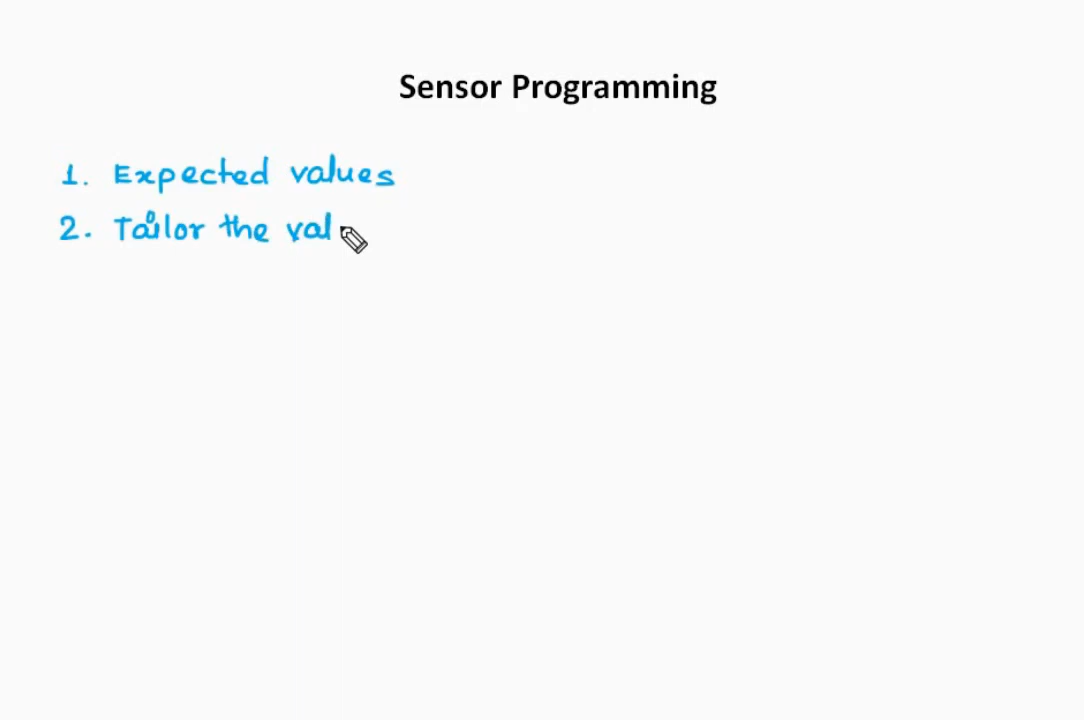 Sensor Programming
1. Expected values
2. Tailor the val